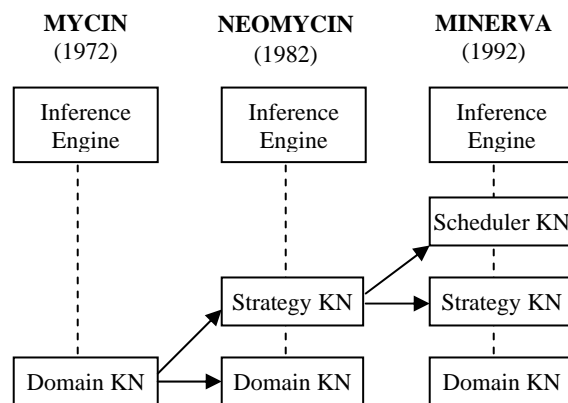 MYCIN
(1972)
NEOMYCIN
(1982)
MINERVA
(1992)
Inference
Engine
Inference
Engine
Inference
Engine
Scheduler KN
Strategy KN
Strategy KN
Domain KN
Domain KN
Domain KN